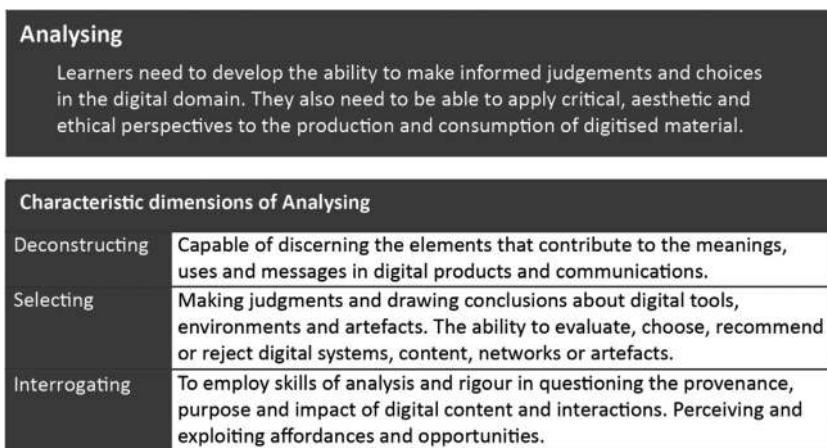 Analysing
Learners need to develop the ability to make informed judgements and choices
in the digital domain. They also need to be able to apply critical, aesthetic and
ethical perspectives to the production and consumption of digitised material.
Characteristic dimensions of Analysing
Deconstructing
Capable of discerning the elements that contribute to the meanings,
uses and messages in digital products and communications.
Selecting
Making judgments and drawing conclusions about digital tools,
environments and artefacts. The ability to evaluate, choose, recommend
or reject digital systems, content, networks or artefacts.
Interrogating
To employ skills of analysis and rigour in questioning the provenance,
purpose and impact of digital content and interactions. Perceiving and
exploiting affordances and opportunities.